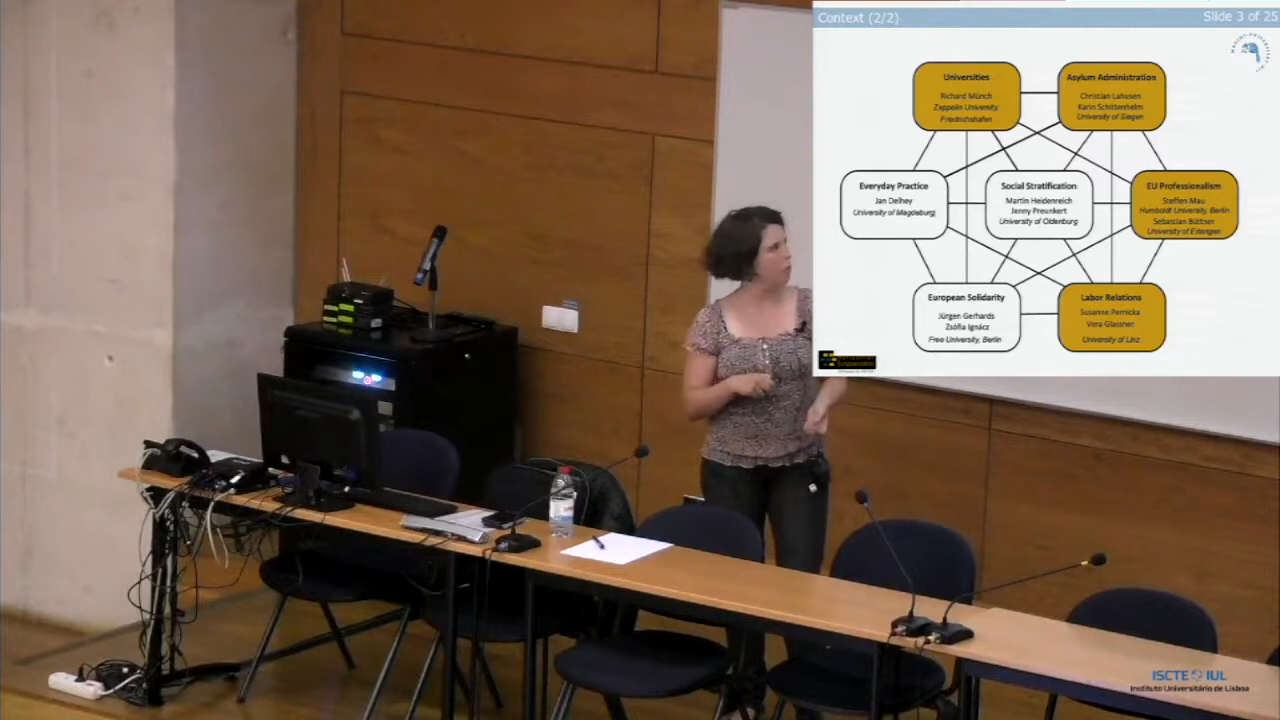 Context (2/2)
Slide 3 of 25
Universities
Richard Münch
Zeppelin University,
Friedrichshafen
Asylum Administration
Christian Lahusen
Karin Schittenhelm
University of Siegen
Everyday Practice
Jan Delhey
University of Magdeburg
Social Stratification
Martin Heidenreich
Jenny Preunkert
University of Oldenburg
EU Professionalism
Steffen Mau
Humboldt University, Berlin
Sebastian Büttner
University of Erlangen
European Solidarity
Jürgen Gerhards
Zsófia Ignácz
Free University, Berlin
Labor Relations
Susanne Pernicka
Vera Glassner
University of Linz
ISCTE IUL
Instituto Universitário de Lisboa